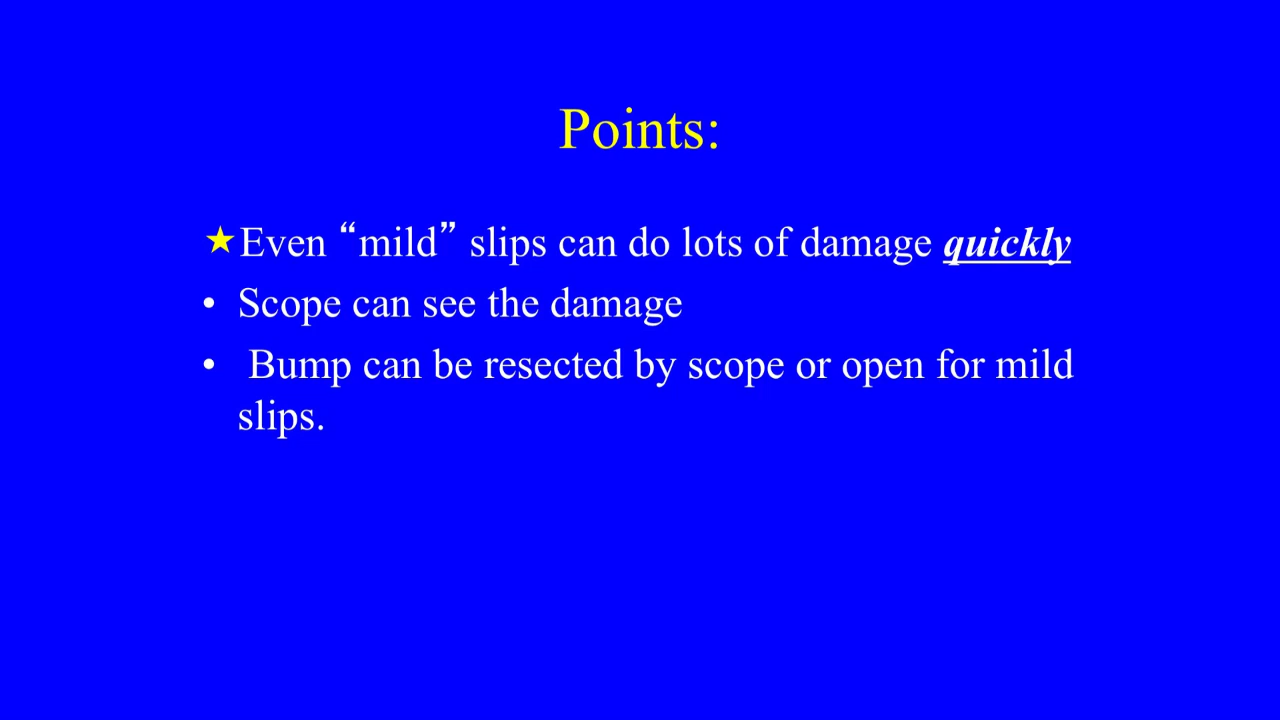 Points:
★Even “mild” slips can do lots of damage quickly
• Scope can see the damage
• Bump can be resected by scope or open for mild
slips.